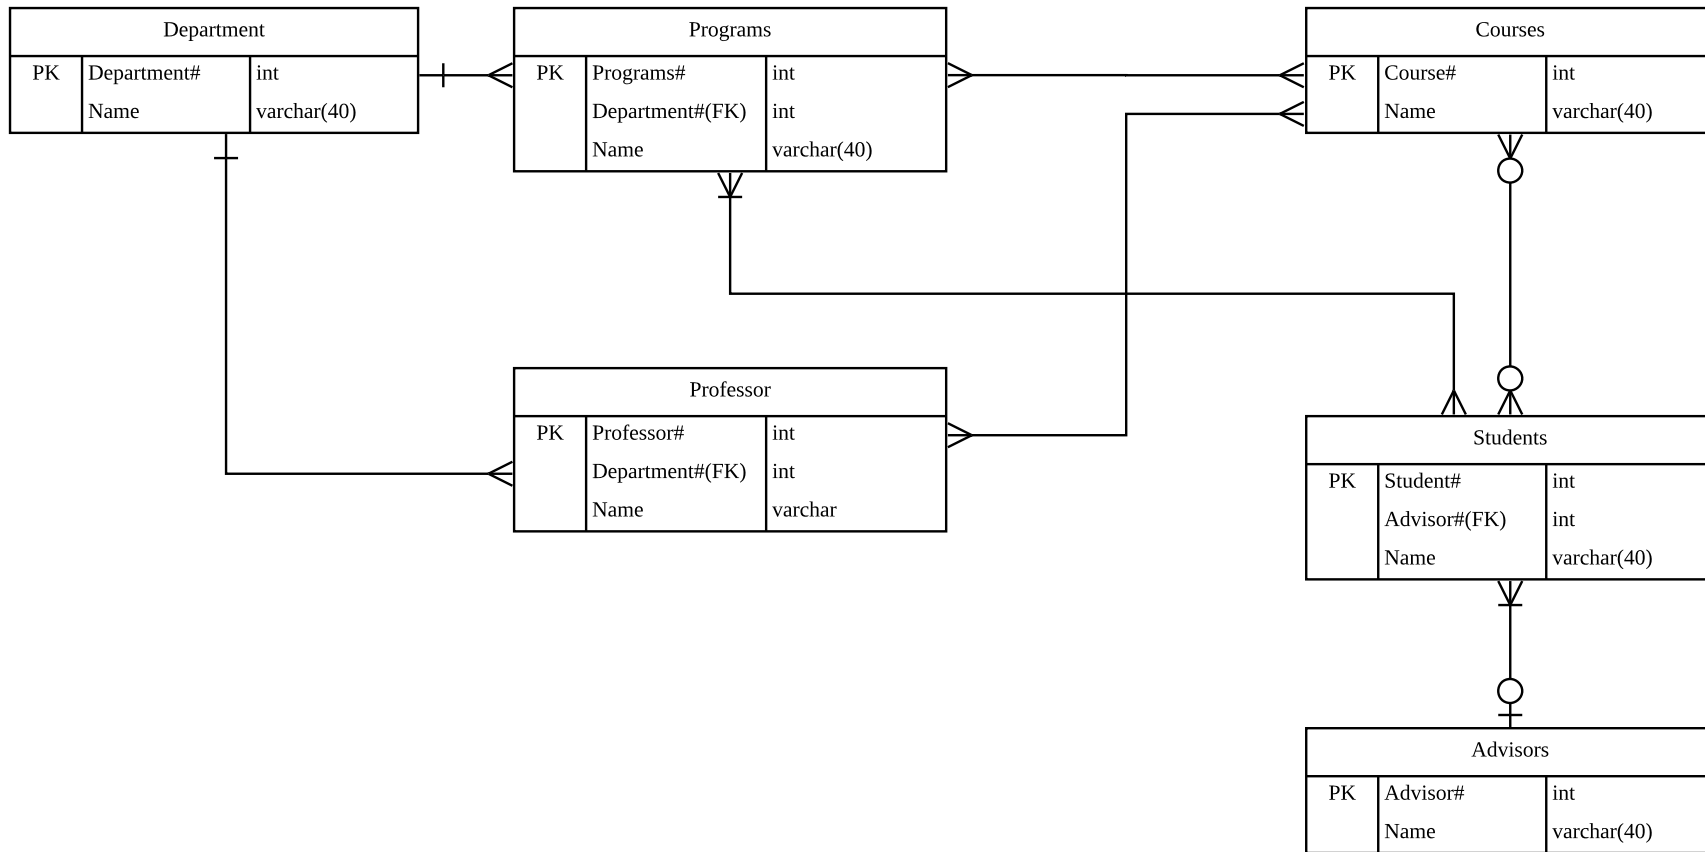 Department
PK Department# int
Name varchar(40)
Programs
PK Programs# int
Department#(FK) int
Name varchar(40)
Courses
PK Course# int
Name varchar(40)
Professor
PK Professor# int
Department#(FK) int
Name varchar
Students
PK Student# int
Advisor#(FK) int
Name varchar(40)
Advisors
PK Advisor# int
Name varchar(40)